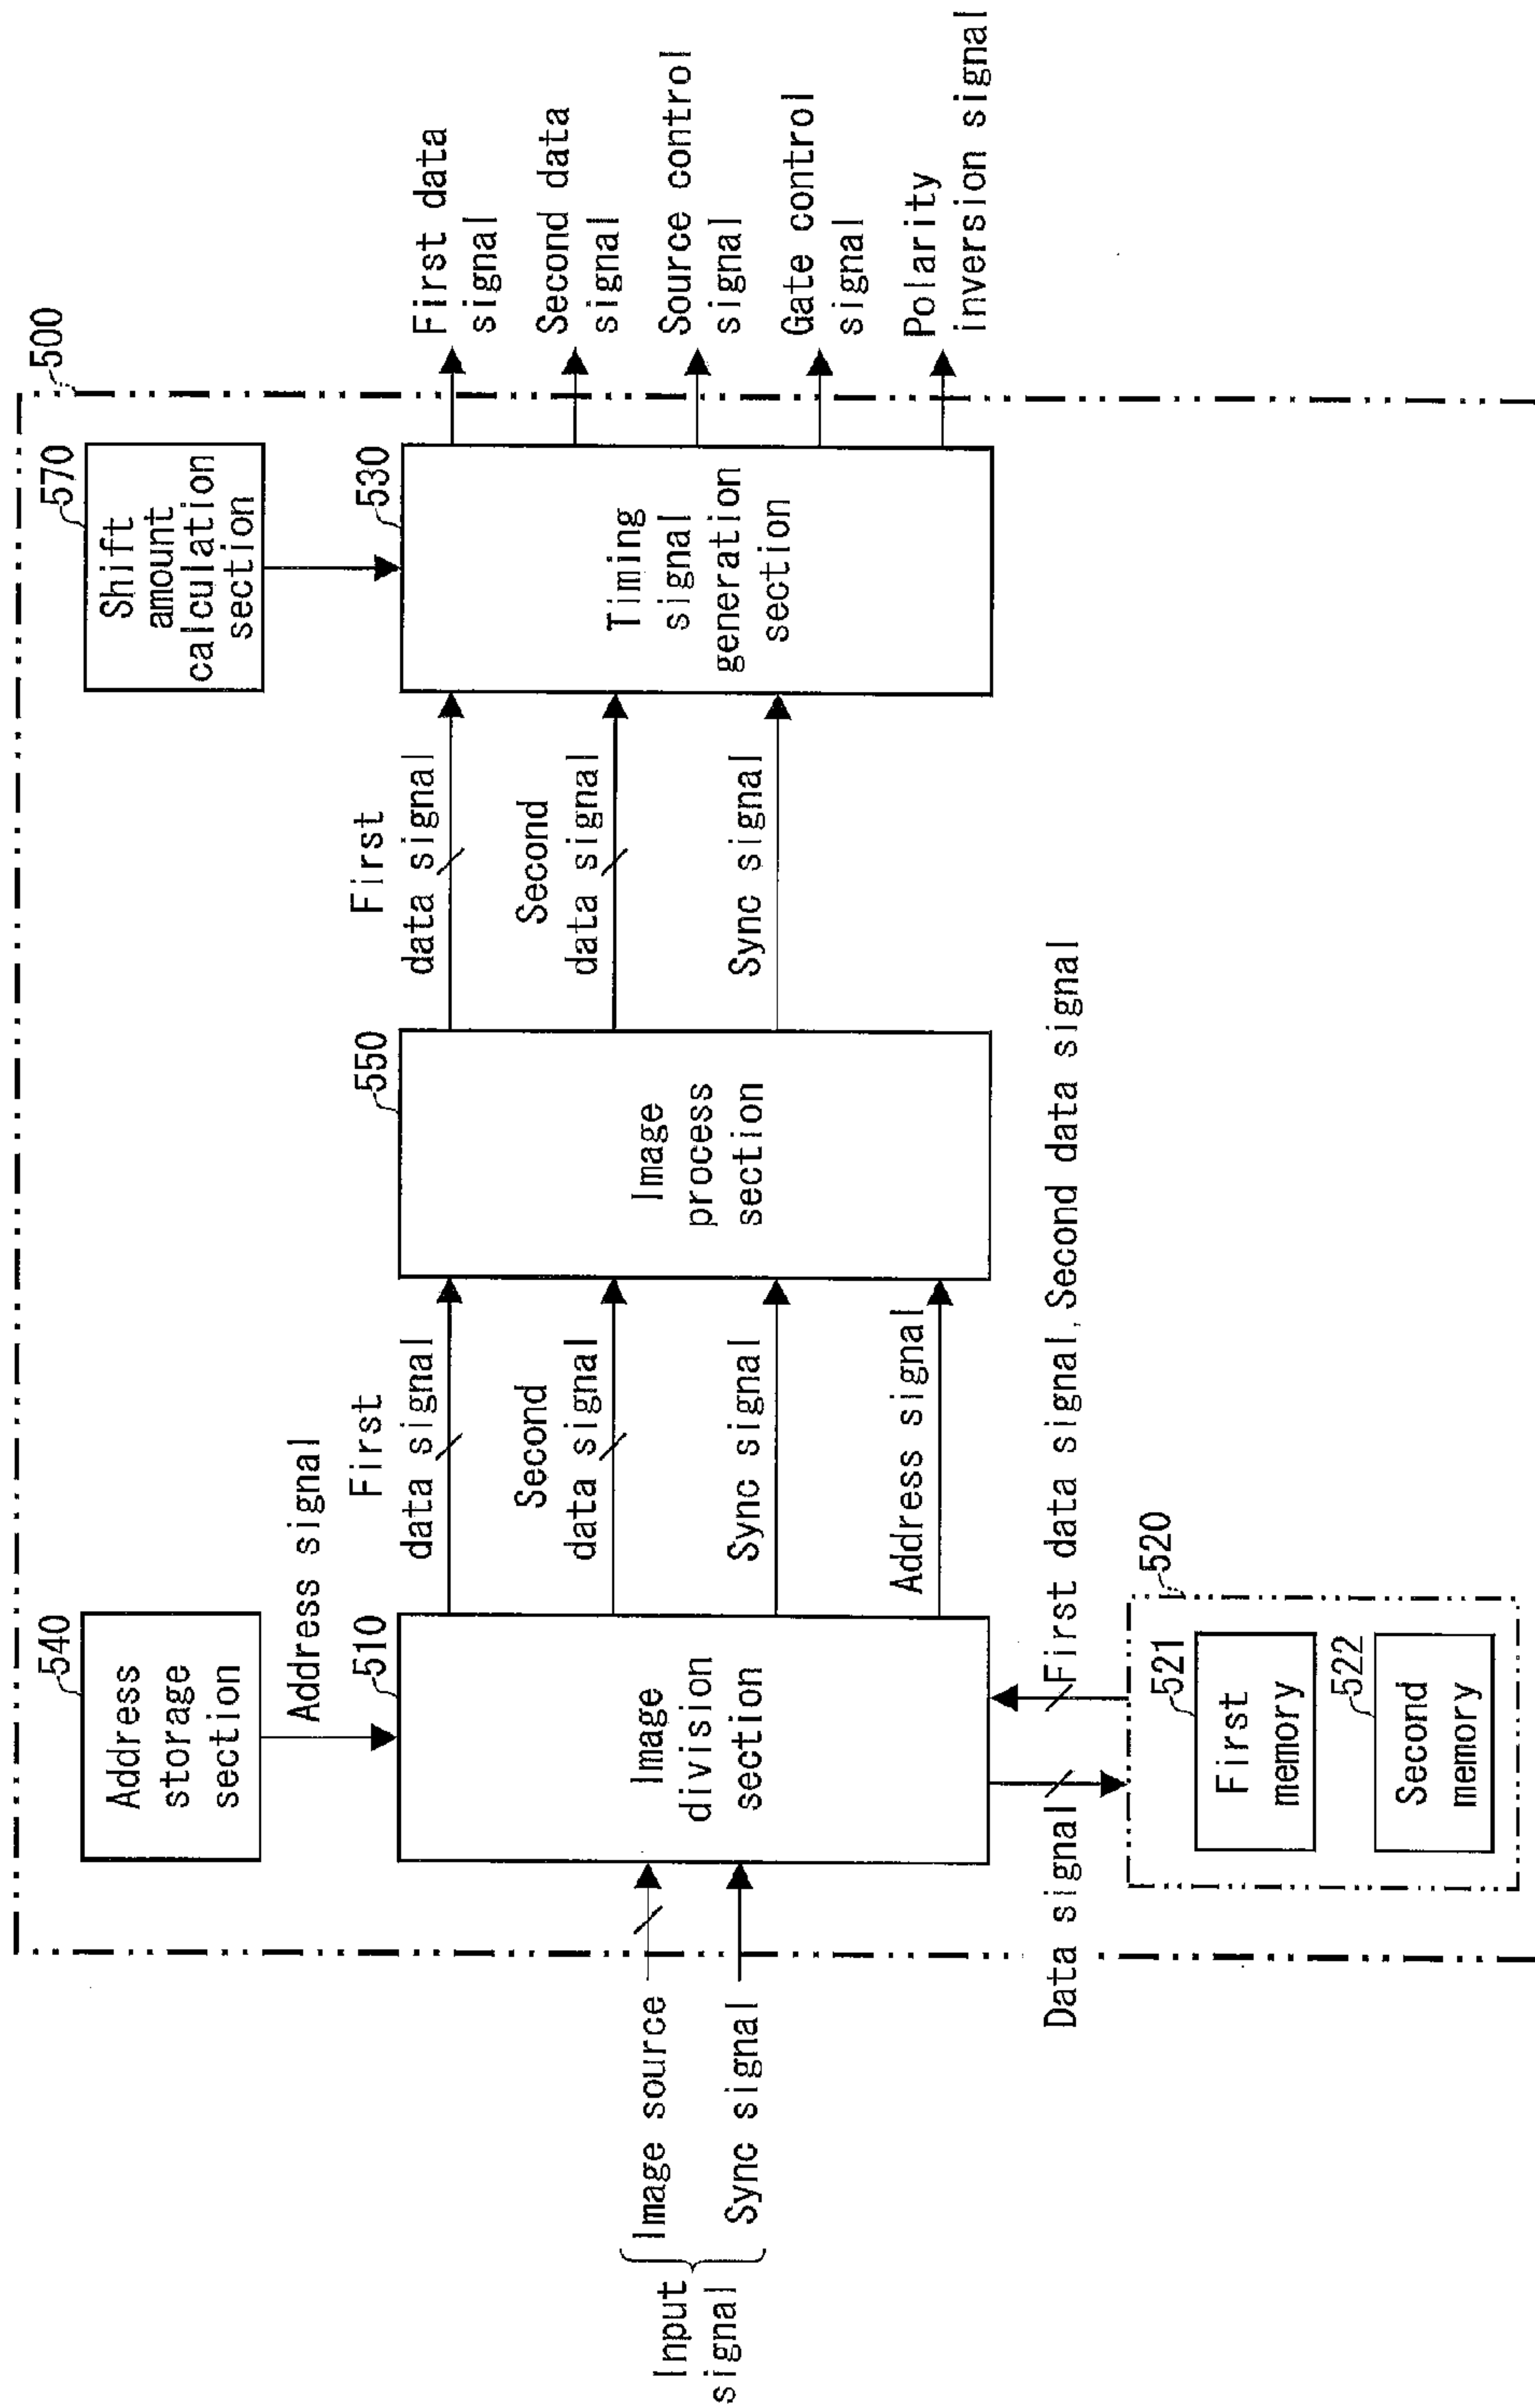 500
540
Address
storage
section
Address signal
570
Shift
amount
calculation
section
Input
signal
Image source
Sync signal
510
Image
division
section
First
data signal
Second
data signal
Sync signal
Address signal
550
Image
process
section
First
data signal
Second
data signal
Sync signal
530
Timing
signal
generation
section
First data
signal
Second data
signal
Source control
signal
Gate control
signal
Polarity
inversion signal
Data signal
First data signal, Second data signal
520
521
First
memory
522
Second
memory